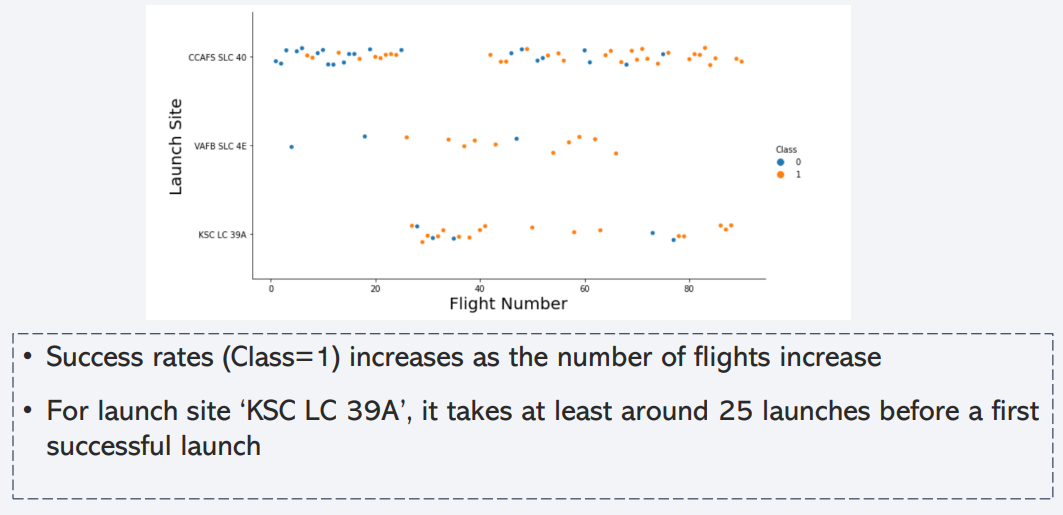 CCAFS SLC 40
VAFB SLC 4E
KSC LC 39A
Launch Site
0 20 40 60 80
Flight Number
Class
0
1
• Success rates (Class=1) increases as the number of flights increase
• For launch site ‘KSC LC 39A’, it takes at least around 25 launches before a first
successful launch